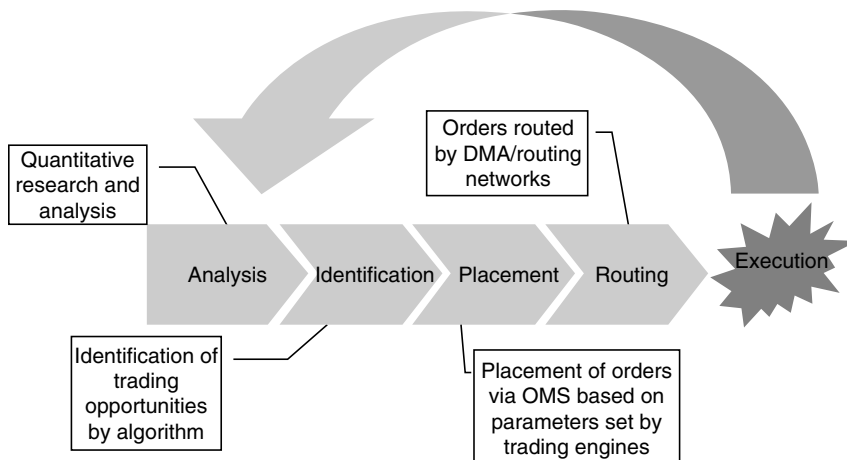 Orders routed
by DMA/routing
networks
Quantitative
research and
analysis
Analysis
Identification
Placement
Routing
Execution
Identification of
trading
opportunities
by algorithm
Placement of orders
via OMS based on
parameters set by
trading engines